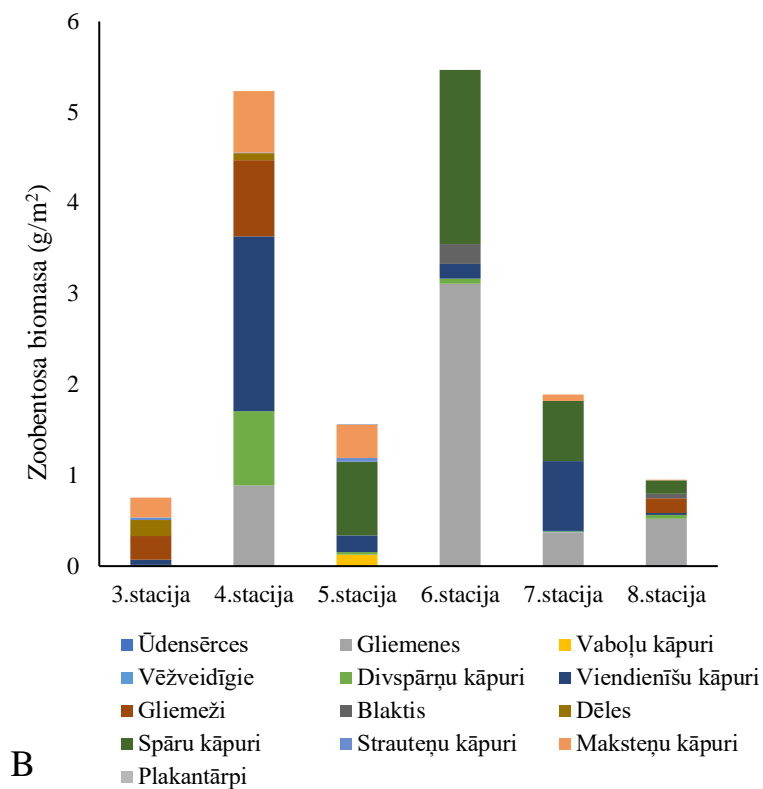 6
5
4
3
2
1
0
Zoobentosa biomasa (g/m²)
3.stacija 4.stacija 5.stacija 6.stacija 7.stacija 8.stacija
Ūdensērces Gliemenes Vaboļu kāpuri
Vēžveidīgie Divspārņu kāpuri Viendienīšu kāpuri
Gliemeži Blaktis Dēles
Spāru kāpuri Strauteņu kāpuri Maksteņu kāpuri
Plakantārpi
B